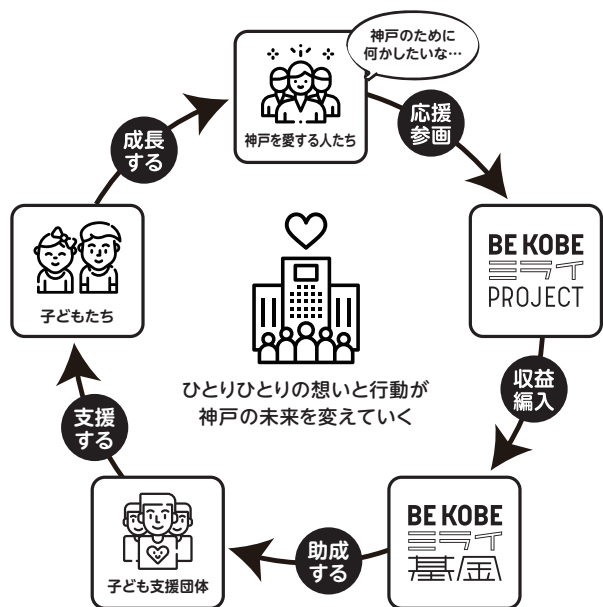 神戸のために
何かしたいな…
神戸を愛する人たち
応援
参画
BE KOBE
ミライ
PROJECT
収益
編入
BE KOBE
ミライ
基金
助成
する
子ども支援団体
支援
する
子どもたち
成長
する
ひとりひとりの想いと行動が
神戸の未来を変えていく